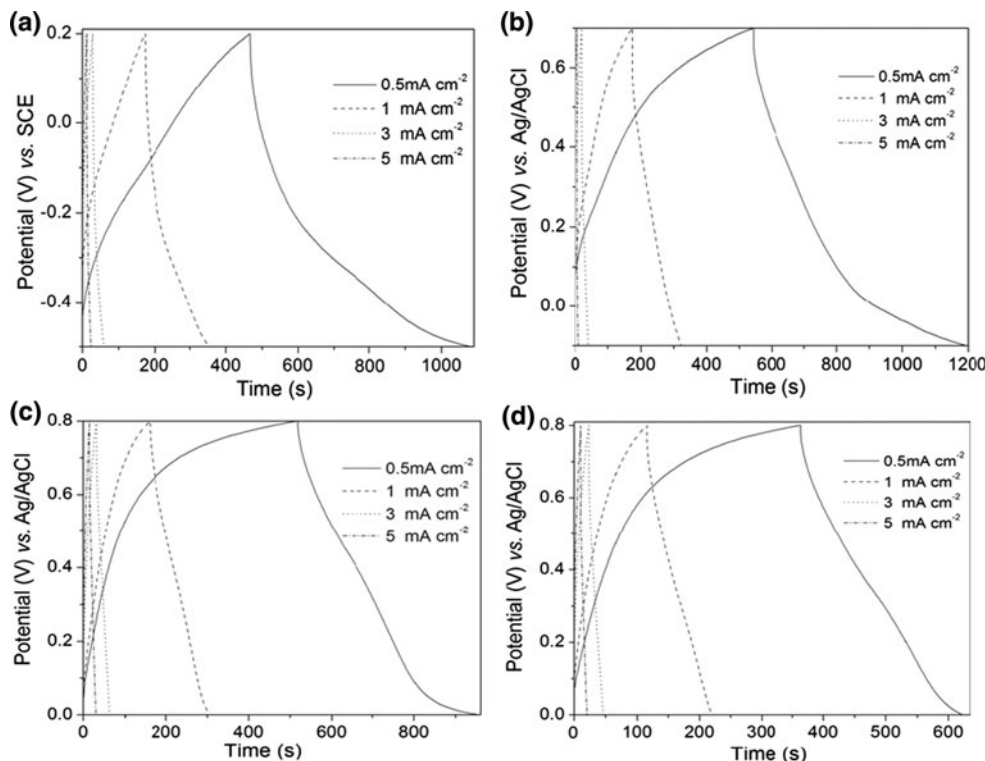 (a)
Potential (V) vs. SCE
0.2
0.0
-0.2
-0.4
0.5mA cm⁻²
1 mA cm⁻²
3 mA cm⁻²
5 mA cm⁻²
0 200 400 600 800 1000
Time (s)
(b)
Potential (V) vs. Ag/AgCl
0.6
0.4
0.2
0.0
0.5mA cm⁻²
1 mA cm⁻²
3 mA cm⁻²
5 mA cm⁻²
0 200 400 600 800 1000 1200
Time (s)
(c)
Potential (V) vs. Ag/AgCl
0.8
0.6
0.4
0.2
0.0
0.5mA cm⁻²
1 mA cm⁻²
3 mA cm⁻²
5 mA cm⁻²
0 200 400 600 800
Time (s)
(d)
Potential (V) vs. Ag/AgCl
0.8
0.6
0.4
0.2
0.0
0.5mA cm⁻²
1 mA cm⁻²
3 mA cm⁻²
5 mA cm⁻²
0 100 200 300 400 500 600
Time (s)